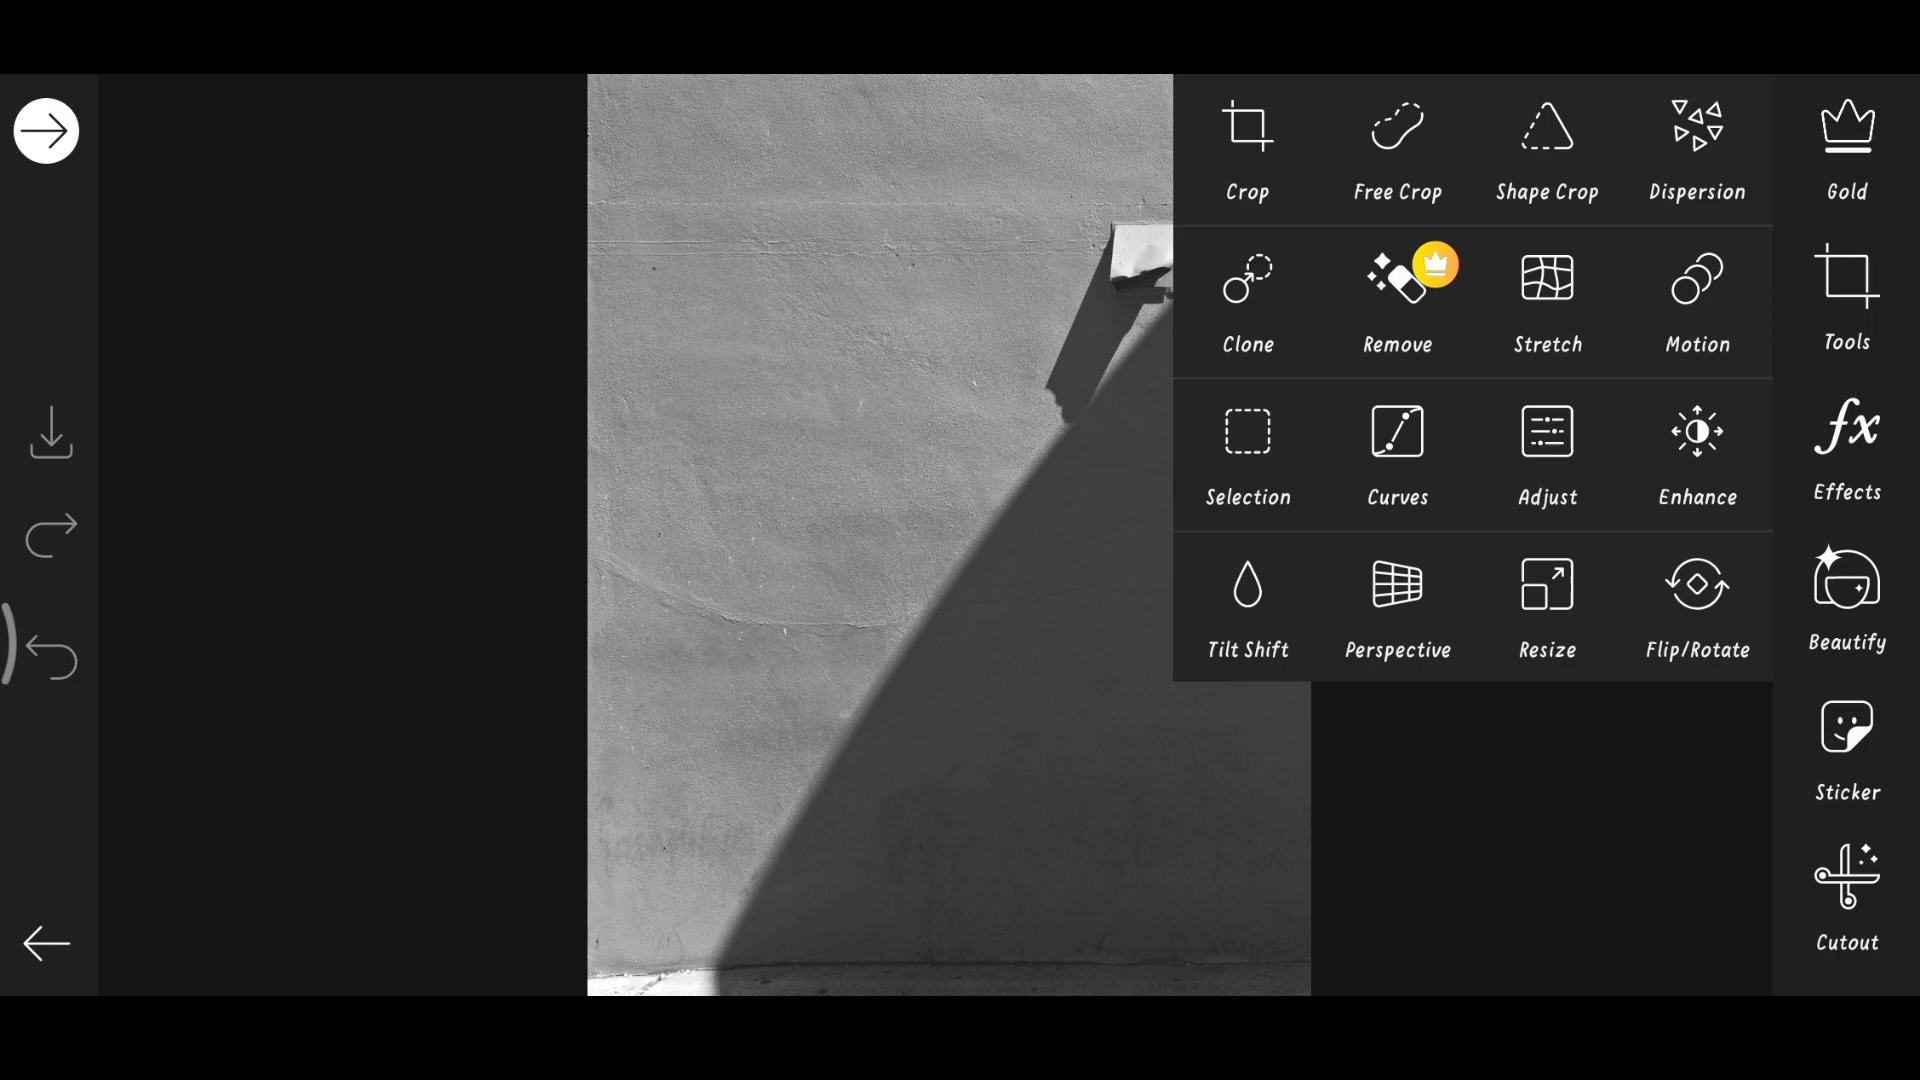 Crop
Free Crop
Shape Crop
Dispersion
Gold
Clone
Remove
Stretch
Motion
Tools
Selection
Curves
Adjust
Enhance
fx
Effects
Tilt Shift
Perspective
Resize
Flip/Rotate
Beautify
Sticker
Cutout